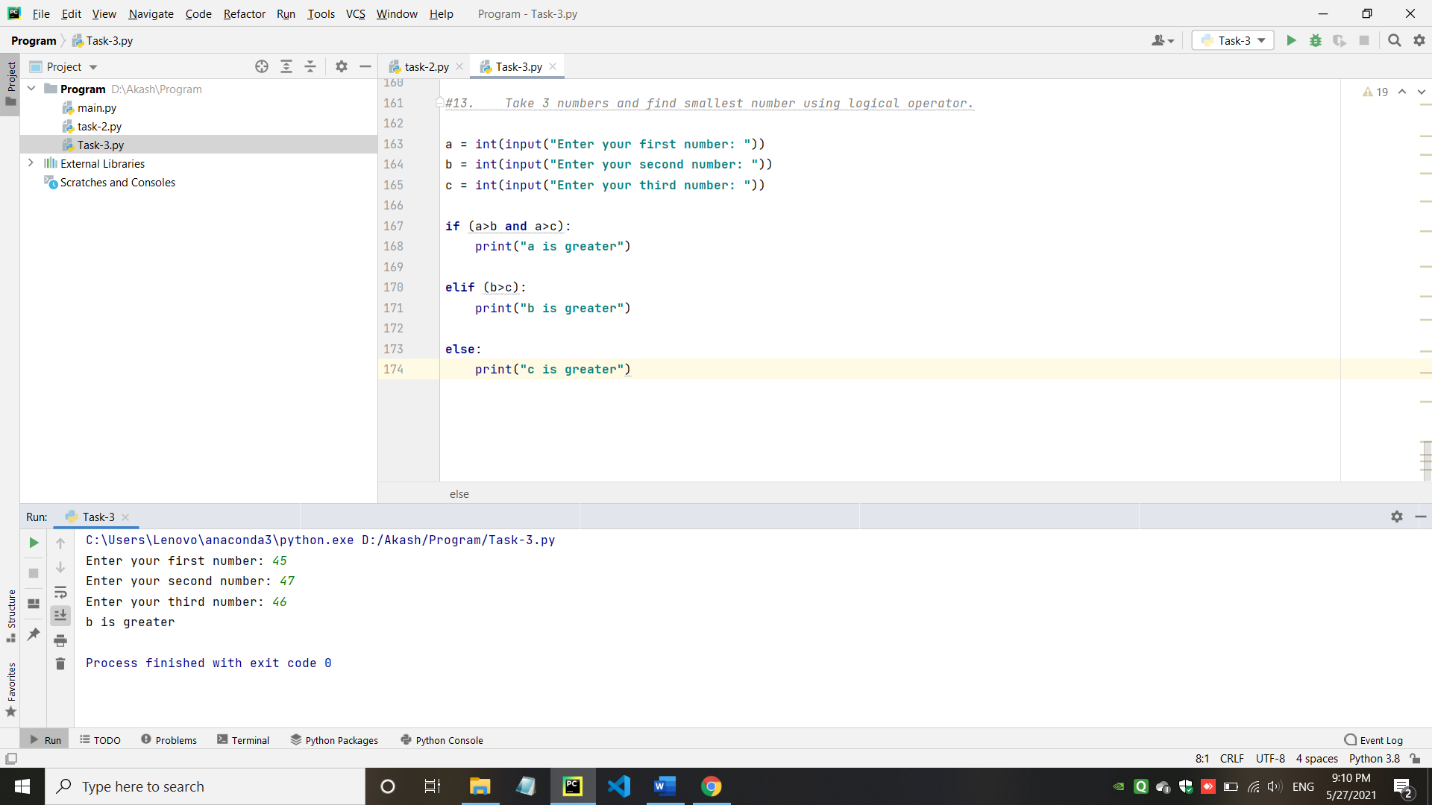 File Edit View Navigate Code Refactor Run Tools VCS Window Help Program - Task-3.py
Program Task-3.py Task-3
Project task-2.py Task-3.py
Program D:\Akash\Program
main.py
task-2.py
Task-3.py
External Libraries
Scratches and Consoles
Project
160
161 #13. Take 3 numbers and find smallest number using logical operator. 19
162
163 a = int(input("Enter your first number: "))
164 b = int(input("Enter your second number: "))
165 c = int(input("Enter your third number: "))
166
167 if (a>b and a>c):
168 print("a is greater")
169
170 elif (b>c):
171 print("b is greater")
172
173 else:
174 print("c is greater")
else
Run: Task-3
C:\Users\Lenovo\anaconda3\python.exe D:/Akash/Program/Task-3.py
Enter your first number: 45
Enter your second number: 47
Enter your third number: 46
b is greater
Process finished with exit code 0
Structure
Favorites
Run TODO Problems Terminal Python Packages Python Console Event Log
8:1 CRLF UTF-8 4 spaces Python 3.8
Type here to search
ENG
9:10 PM
5/27/2021
2